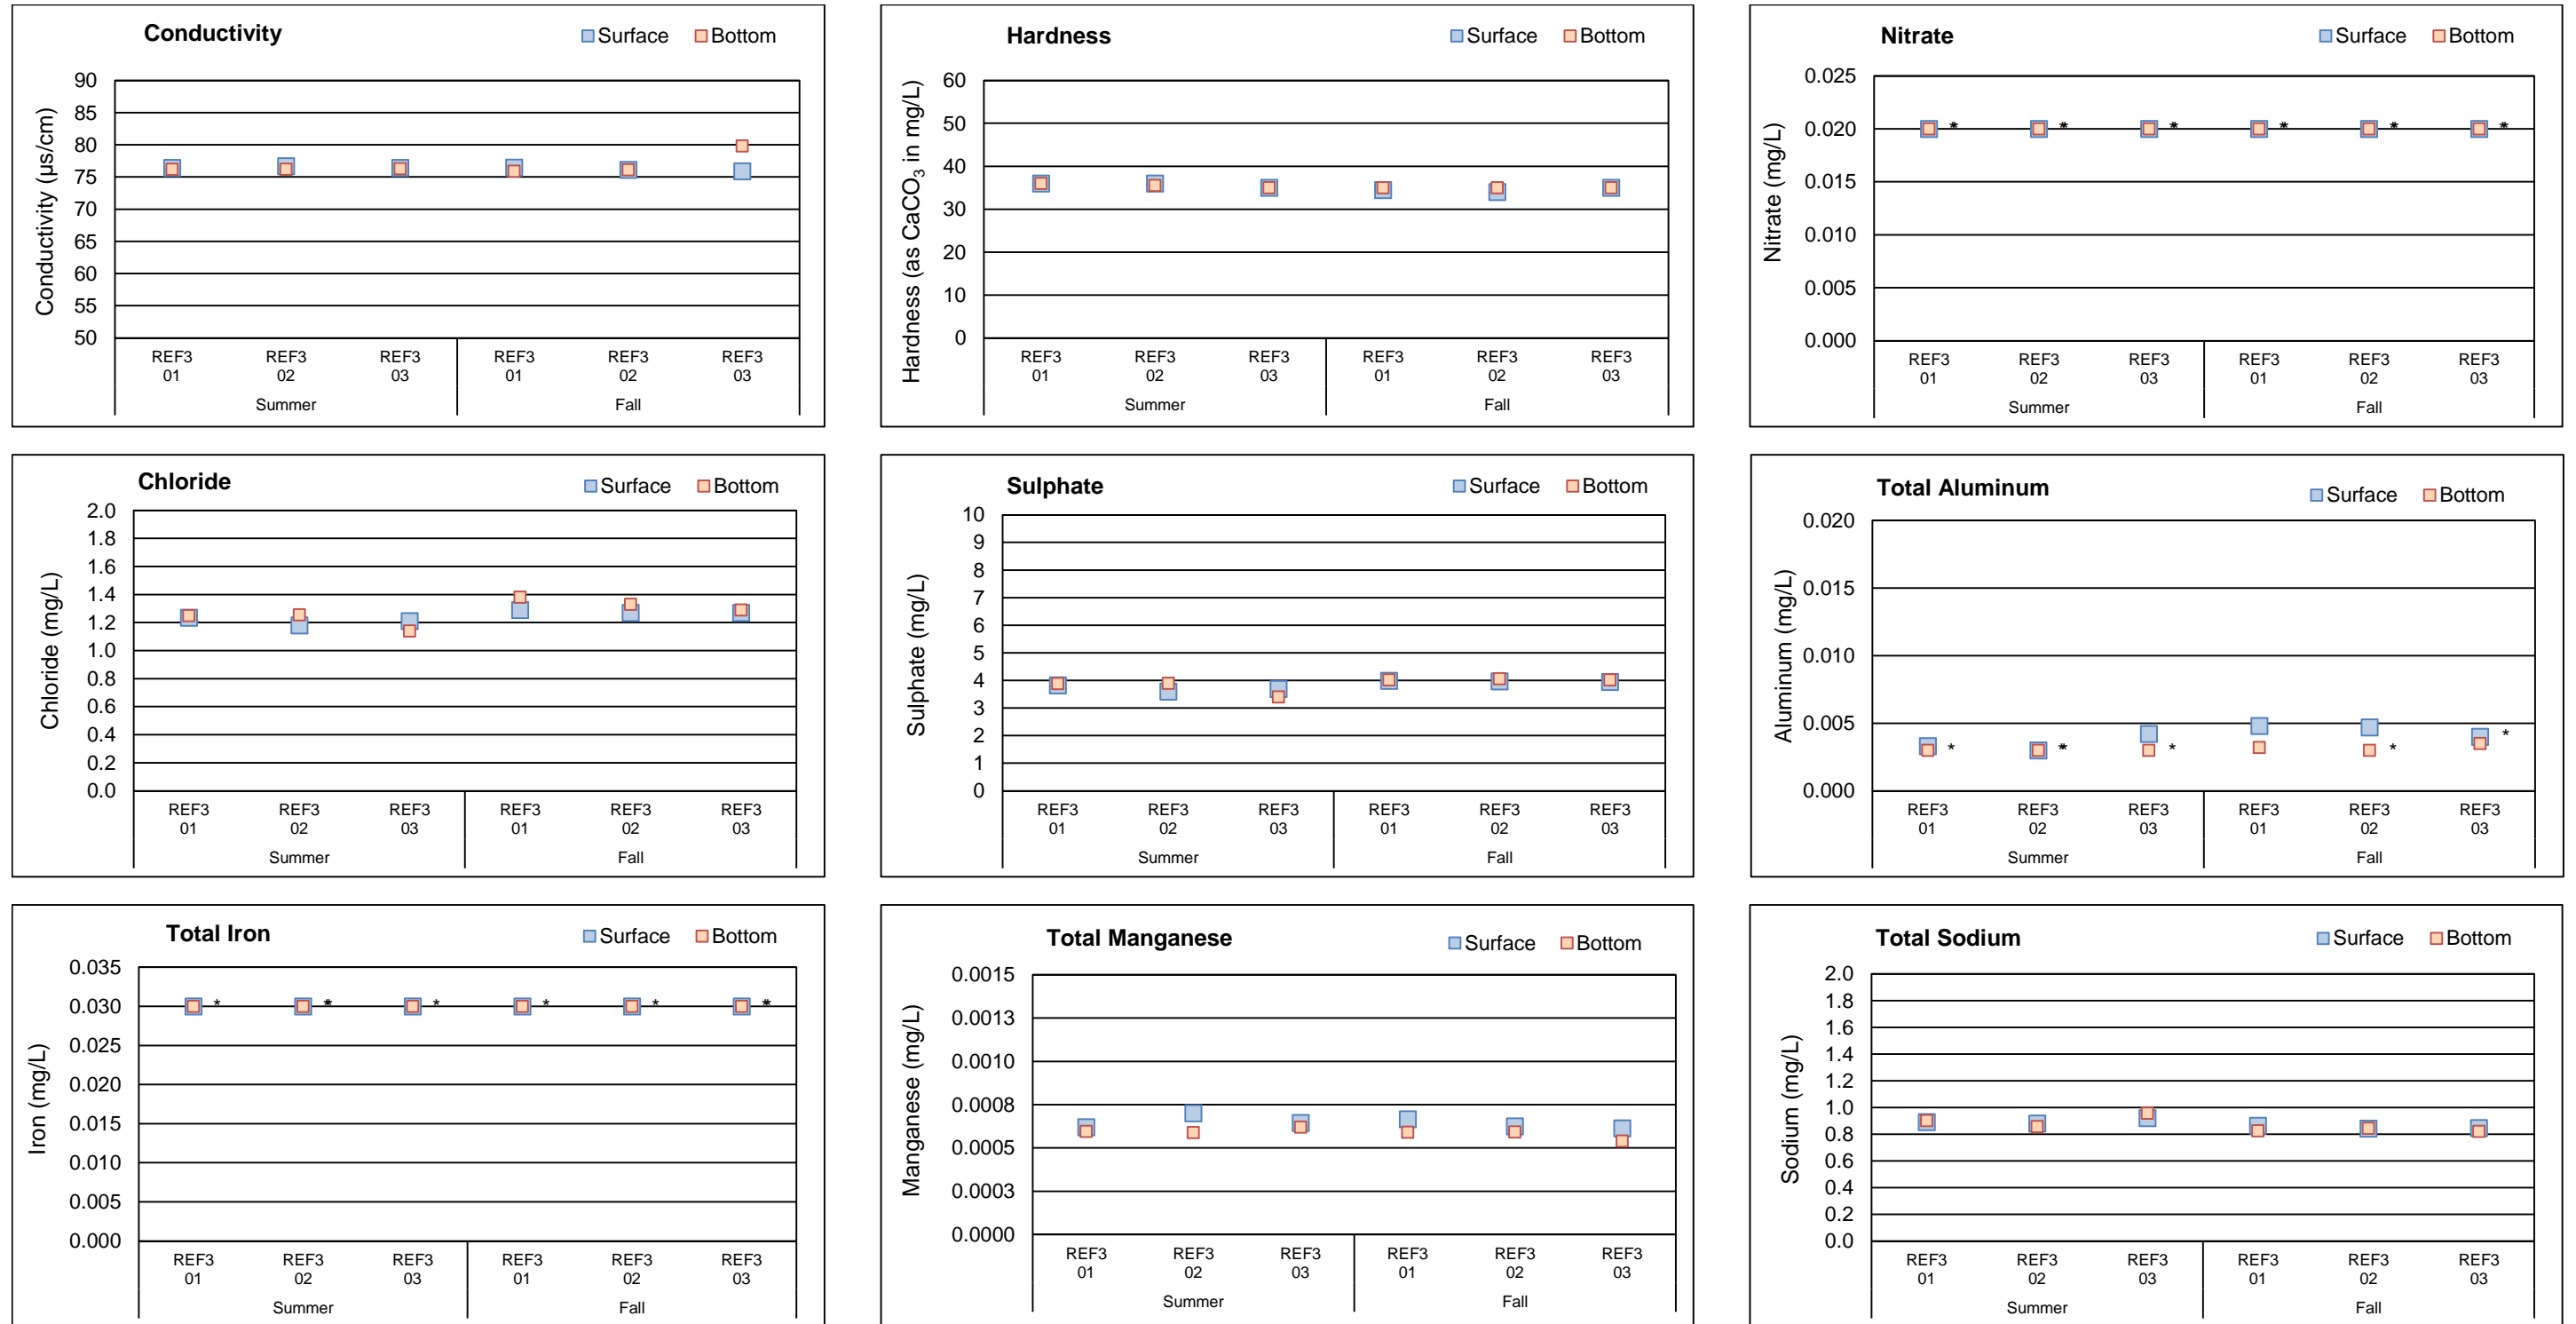 Conductivity
Surface Bottom
Conductivity (µs/cm)
90
85
80
75
70
65
60
55
50
REF3 REF3 REF3 REF3 REF3 REF3
01 02 03 01 02 03
Summer Fall
Hardness
Surface Bottom
Hardness (as CaCO3 in mg/L)
60
50
40
30
20
10
0
REF3 REF3 REF3 REF3 REF3 REF3
01 02 03 01 02 03
Summer Fall
Nitrate
Surface Bottom
Nitrate (mg/L)
0.025
0.020 * * * * * *
0.015
0.010
0.005
0.000
REF3 REF3 REF3 REF3 REF3 REF3
01 02 03 01 02 03
Summer Fall
Chloride
Surface Bottom
Chloride (mg/L)
2.0
1.8
1.6
1.4
1.2
1.0
0.8
0.6
0.4
0.2
0.0
REF3 REF3 REF3 REF3 REF3 REF3
01 02 03 01 02 03
Summer Fall
Sulphate
Surface Bottom
Sulphate (mg/L)
10
9
8
7
6
5
4
3
2
1
0
REF3 REF3 REF3 REF3 REF3 REF3
01 02 03 01 02 03
Summer Fall
Total Aluminum
Surface Bottom
Aluminum (mg/L)
0.020
0.015
0.010
0.005
* * * * *
0.000
REF3 REF3 REF3 REF3 REF3 REF3
01 02 03 01 02 03
Summer Fall
Total Iron
Surface Bottom
Iron (mg/L)
0.035
0.030 * * * * * *
0.025
0.020
0.015
0.010
0.005
0.000
REF3 REF3 REF3 REF3 REF3 REF3
01 02 03 01 02 03
Summer Fall
Total Manganese
Surface Bottom
Manganese (mg/L)
0.0015
0.0013
0.0010
0.0008
0.0005
0.0003
0.0000
REF3 REF3 REF3 REF3 REF3 REF3
01 02 03 01 02 03
Summer Fall
Total Sodium
Surface Bottom
Sodium (mg/L)
2.0
1.8
1.6
1.4
1.2
1.0
0.8
0.6
0.4
0.2
0.0
REF3 REF3 REF3 REF3 REF3 REF3
01 02 03 01 02 03
Summer Fall